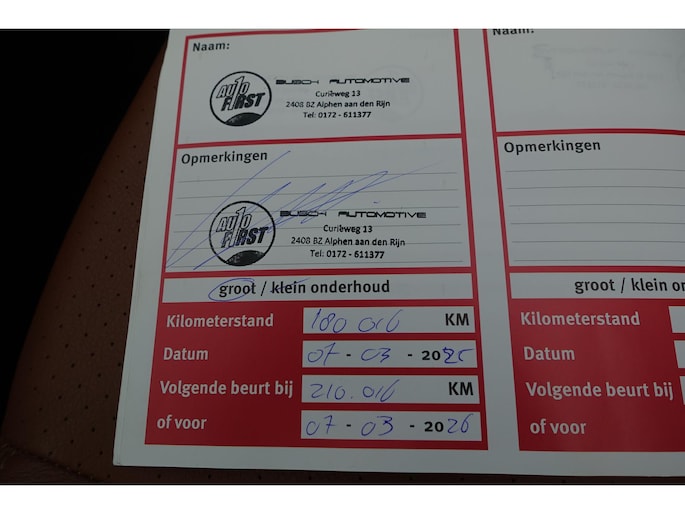 Naam:
Naam:
AUTO
FIRST
BUSCH AUTOMOTIVE
Curieweg 13
2408 BZ Alphen aan den Rijn
Tel: 0172 - 611377
Opmerkingen
Opmerkingen
AUTO
FIRST
BUSCH AUTOMOTIVE
Curieweg 13
2408 BZ Alphen aan den Rijn
Tel: 0172 - 611377
groot / klein onderhoud
groot / klein on
Kilometerstand 180 016 KM
Kilometerstand
Datum 07 - 03 - 2025
Datum
Volgende beurt bij 210.016 KM
Volgende beurt bij
of voor 07 - 03 - 2026
of voor